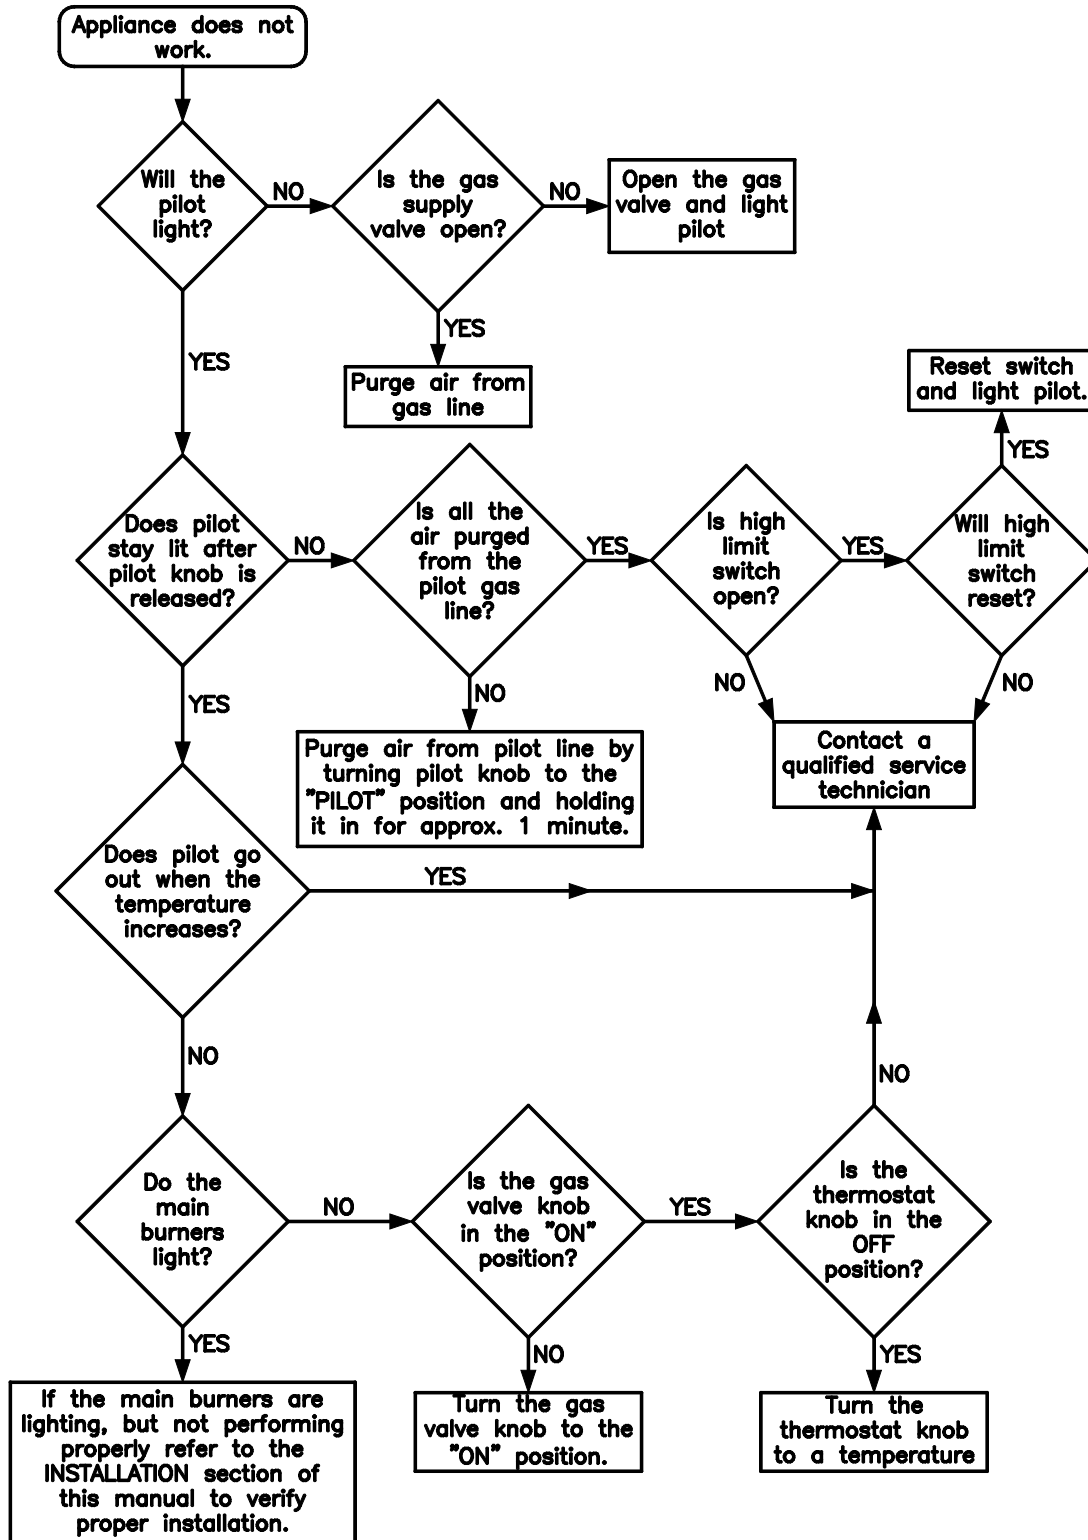 Appliance does not
work.
Will the
pilot
light?
NO
Is the gas
supply
valve open?
NO
Open the gas
valve and light
pilot
YES
Purge air from
gas line
YES
Does pilot
stay lit after
pilot knob is
released?
NO
Is all the
air purged
from the
pilot gas
line?
YES
Is high
limit
switch
open?
YES
Will high
limit
switch
reset?
YES
Reset switch
and light pilot.
NO
NO
Contact a
qualified service
technician
NO
Purge air from pilot line by
turning pilot knob to the
"PILOT" position and holding
it in for approx. 1 minute.
YES
Does pilot go
out when the
temperature
increases?
YES
NO
Do the
main
burners
light?
NO
Is the gas
valve knob
in the "ON"
position?
YES
Is the
thermostat
knob in the
OFF
position?
NO
YES
If the main burners are
lighting, but not performing
properly refer to the
INSTALLATION section of
this manual to verify
proper installation.
NO
Turn the gas
valve knob to the
"ON" position.
YES
Turn the
thermostat knob
to a temperature